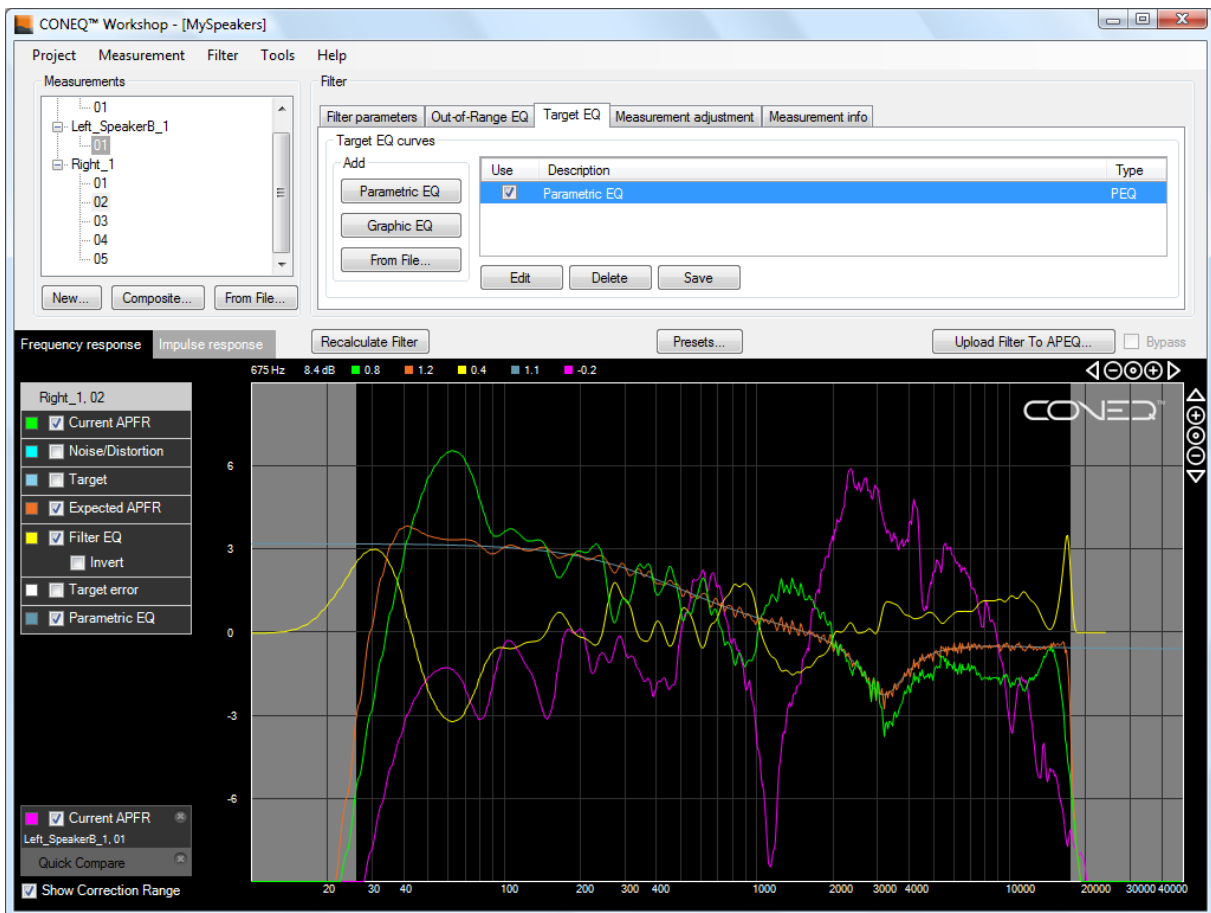 CONEQ™ Workshop - [MySpeakers]
Project Measurement Filter Tools Help
Measurements
01
Left_SpeakerB_1
01
Right_1
01
02
03
04
05
New... Composite... From File...
Filter
Filter parameters Out-of-Range EQ Target EQ Measurement adjustment Measurement info
Target EQ curves
Add
Parametric EQ
Graphic EQ
From File...
Use Description Type
Parametric EQ PEQ
Edit Delete Save
Frequency response Impulse response Recalculate Filter Presets... Upload Filter To APEQ... Bypass
675 Hz 8.4 dB 0.8 1.2 0.4 1.1 -0.2
CONEQ™
Right_1, 02
Current APFR
Noise/Distortion
Target
Expected APFR
Filter EQ
Invert
Target error
Parametric EQ
6
3
0
-3
-6
Current APFR
Left_SpeakerB_1, 01
Quick Compare
Show Correction Range
20 30 40 100 200 300 400 1000 2000 3000 4000 10000 20000 30000 40000